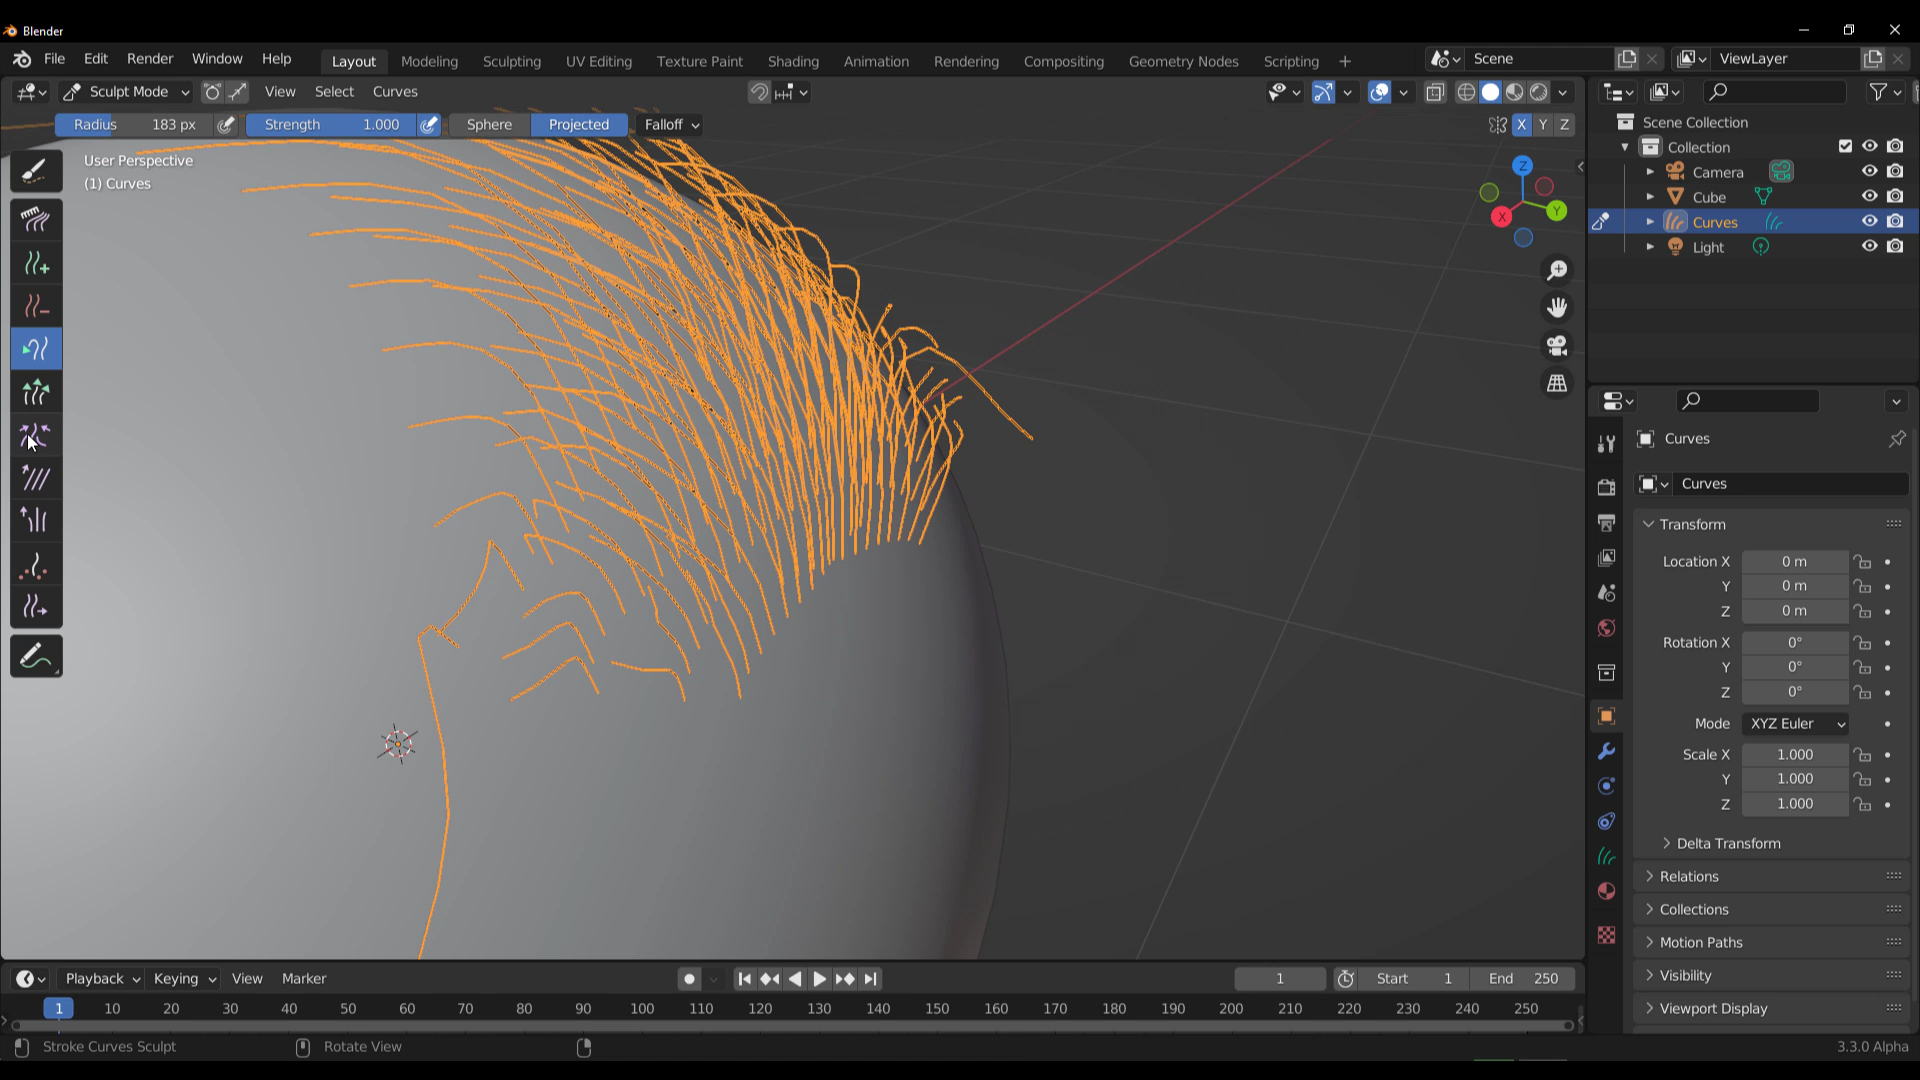 Blender
File Edit Render Window Help Layout Modeling Sculpting UV Editing Texture Paint Shading Animation Rendering Compositing Geometry Nodes Scripting + Scene ViewLayer
Sculpt Mode View Select Curves
Radius 183 px Strength 1.000 Sphere Projected Falloff X Y Z
User Perspective
(1) Curves
Z
Y
X
Scene Collection
Collection
Camera
Cube
Curves
Light
Curves
Curves
Transform
Location X 0 m
Y 0 m
Z 0 m
Rotation X 0°
Y 0°
Z 0°
Mode XYZ Euler
Scale X 1.000
Y 1.000
Z 1.000
Delta Transform
Relations
Collections
Motion Paths
Visibility
Viewport Display
Playback Keying View Marker 1 Start 1 End 250
1 10 20 30 40 50 60 70 80 90 100 110 120 130 140 150 160 170 180 190 200 210 220 230 240 250
Stroke Curves Sculpt Rotate View 3.3.0 Alpha